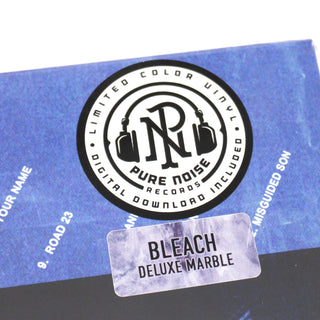 LIMITED COLOR VINYL
PN
PURE NOISE
RECORDS
DIGITAL DOWNLOAD INCLUDED
YOUR NAME
9. ROAD 23
MISGUIDED SON
BLEACH
DELUXE MARBLE